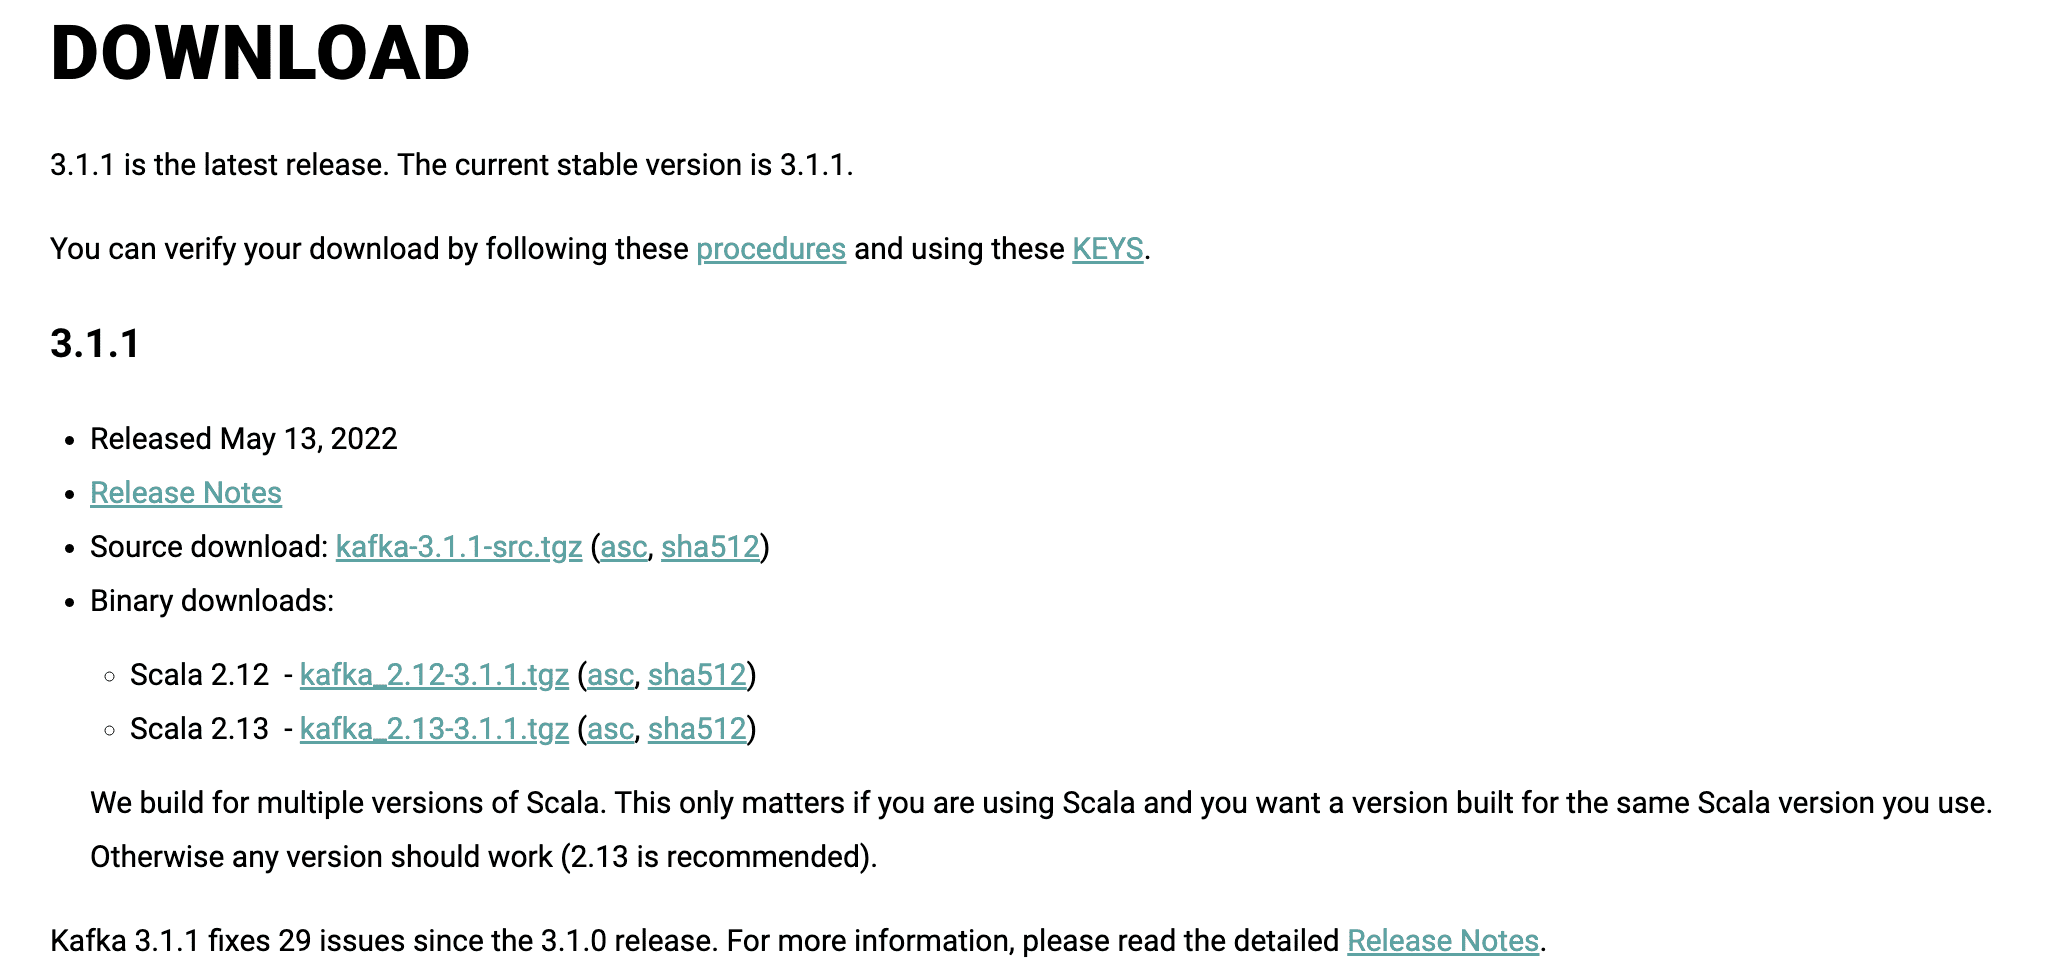 DOWNLOAD
3.1.1 is the latest release. The current stable version is 3.1.1.
You can verify your download by following these procedures and using these KEYS.
3.1.1
• Released May 13, 2022
• Release Notes
• Source download: kafka-3.1.1-src.tgz (asc, sha512)
• Binary downloads:
◦ Scala 2.12 - kafka_2.12-3.1.1.tgz (asc, sha512)
◦ Scala 2.13 - kafka_2.13-3.1.1.tgz (asc, sha512)
We build for multiple versions of Scala. This only matters if you are using Scala and you want a version built for the same Scala version you use.
Otherwise any version should work (2.13 is recommended).
Kafka 3.1.1 fixes 29 issues since the 3.1.0 release. For more information, please read the detailed Release Notes.